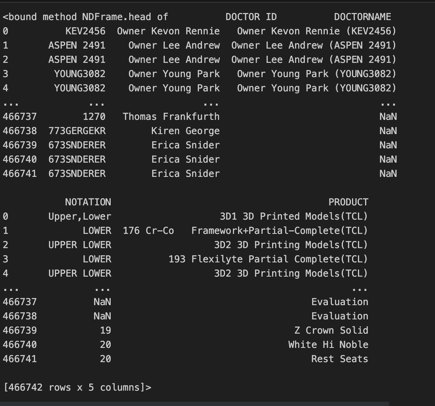 <bound method NDFrame.head of        DOCTOR ID         DOCTORNAME
0          KEV2456  Owner Kevon Rennie   Owner Kevon Rennie (KEV2456)
1       ASPEN 2491    Owner Lee Andrew  Owner Lee Andrew (ASPEN 2491)
2       ASPEN 2491    Owner Lee Andrew  Owner Lee Andrew (ASPEN 2491)
3        YOUNG3082    Owner Young Park   Owner Young Park (YOUNG3082)
4        YOUNG3082    Owner Young Park   Owner Young Park (YOUNG3082)
...            ...                 ...                            ...
466737        1270   Thomas Frankfurth                            NaN
466738  773GERGEKR        Kiren George                            NaN
466739  673SNDERER        Erica Snider                            NaN
466740  673SNDERER        Erica Snider                            NaN
466741  673SNDERER        Erica Snider                            NaN
           NOTATION                                       PRODUCT
0       Upper,Lower                    3D1 3D Printed Models(TCL)
1             LOWER  176 Cr-Co   Framework+Partial-Complete(TCL)
2       UPPER LOWER                   3D2 3D Printing Models(TCL)
3             LOWER           193 Flexilyte Partial Complete(TCL)
4       UPPER LOWER                   3D2 3D Printing Models(TCL)
...             ...                                           ...
466737          NaN                                    Evaluation
466738          NaN                                    Evaluation
466739           19                                 Z Crown Solid
466740           20                                White Hi Noble
466741           20                                    Rest Seats
[466742 rows x 5 columns]>